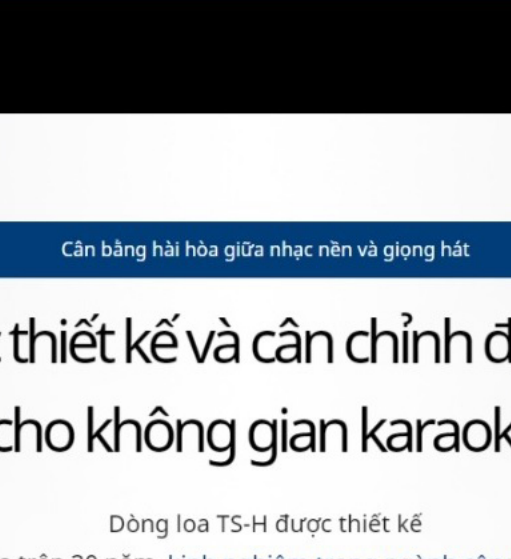 Cân bằng hài hòa giữa nhạc nền và giọng hát
thiết kế và cân chỉnh
cho không gian karaok
Dòng loa TS-H được thiết kế